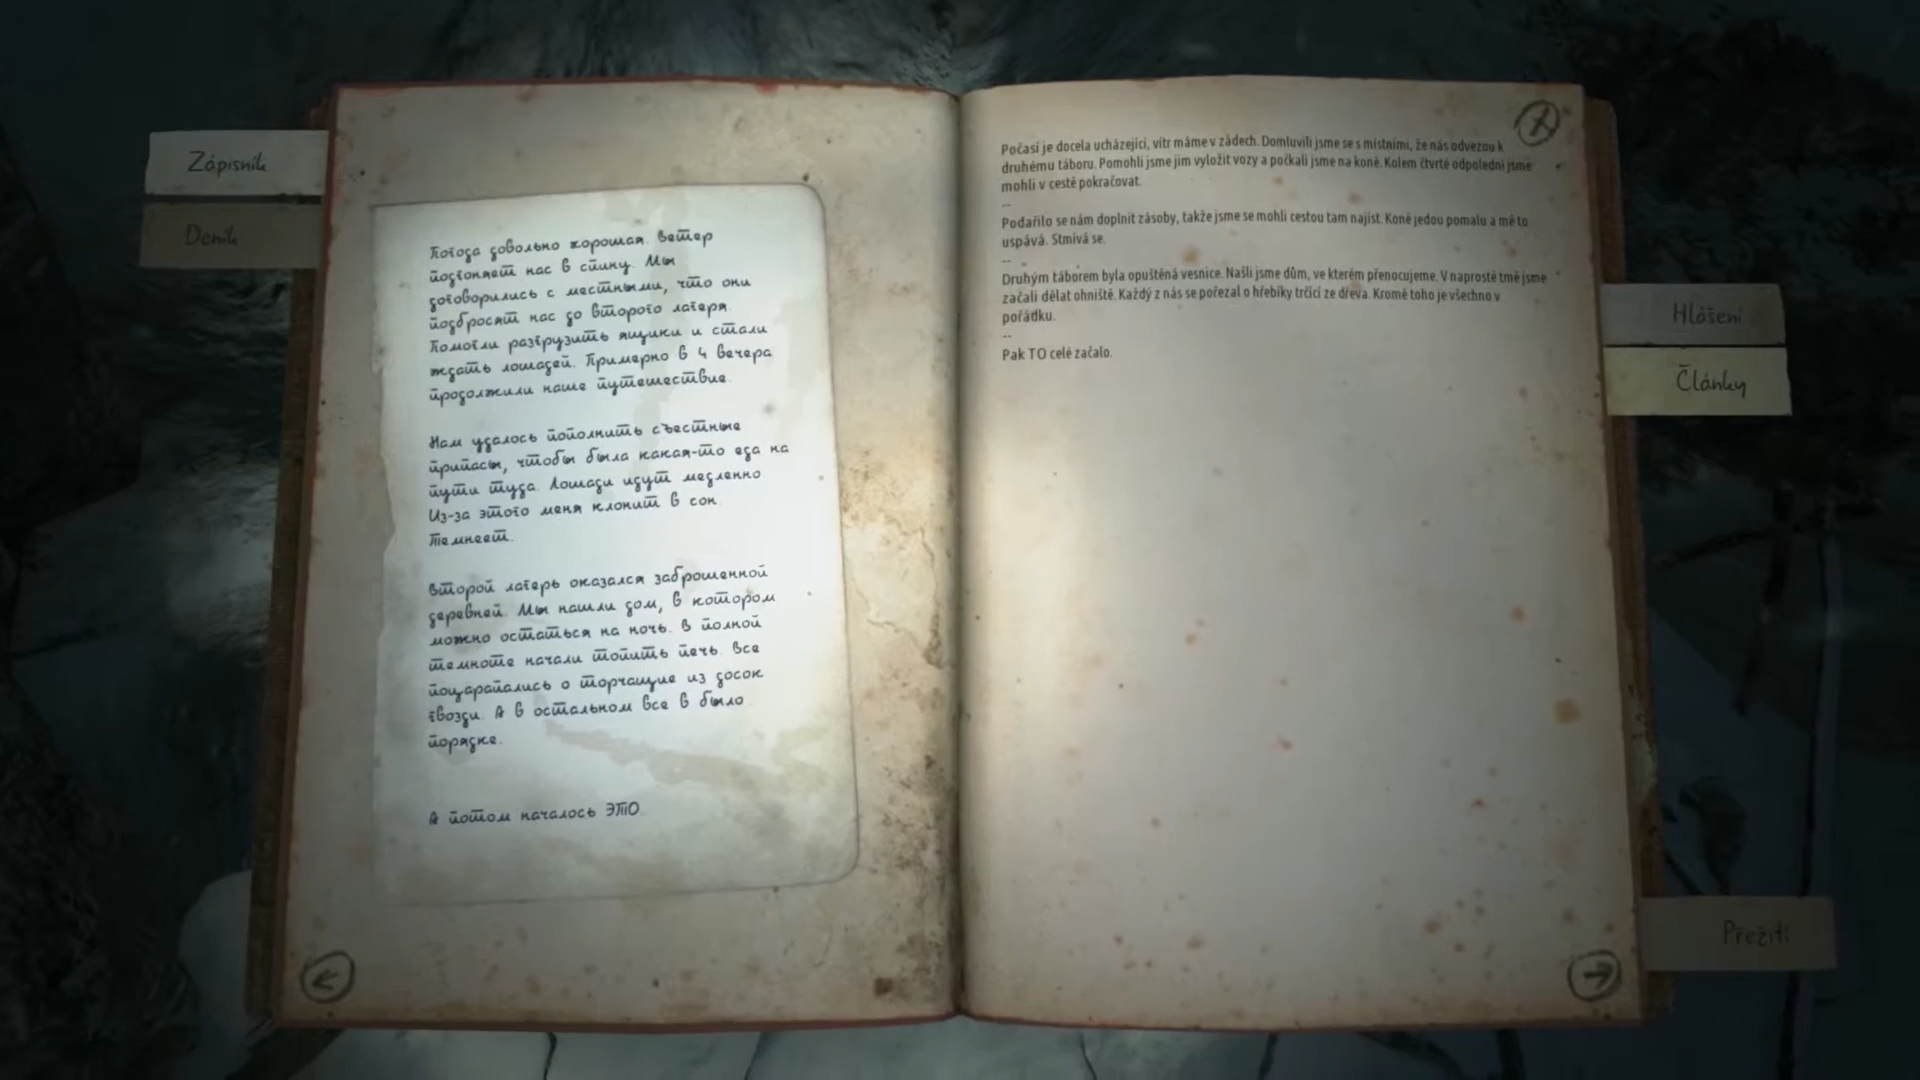 Zápisník
Deník
Погода довольно хорошая. Ветер
подгоняет нас в спину. Мы
договорились с местными, что они
подбросят нас до второго лагеря.
Помогли разгрузить ящики и стали
ждать лошадей. Примерно в 4 вечера
продолжили наше путешествие.
Нам удалось пополнить съестные
припасы, чтобы была какая-то еда на
пути туда. Лошади идут медленно.
Из-за этого меня клонит в сон.
Темнеет.
Второй лагерь оказался заброшенной
деревней. Мы нашли дом, в котором
можно остаться на ночь. В полной
темноте начали топить печь. Все
поцарапались о торчащие из досок
гвозди. А в остальном все в было
порядке.
А потом началось ЭТО.
Počasí je docela ucházející, vítr máme v zádech. Domluvili jsme se s místními, že nás odvezou k
druhému táboru. Pomohli jsme jim vyložit vozy a počkali jsme na koně. Kolem čtvrté odpolední jsme
mohli v cestě pokračovat.
--
Podařilo se nám doplnit zásoby, takže jsme se mohli cestou tam najíst. Koně jedou pomalu a mě to
uspává. Stmívá se.
--
Druhým táborem byla opuštěná vesnice. Našli jsme dům, ve kterém přenocujeme. V naprosté tmě jsme
začali dělat ohniště. Každý z nás se pořezal o hřebíky trčící ze dřeva. Kromě toho je všechno v
pořádku.
--
Pak TO celé začalo.
Hlášení
Články
Přežití